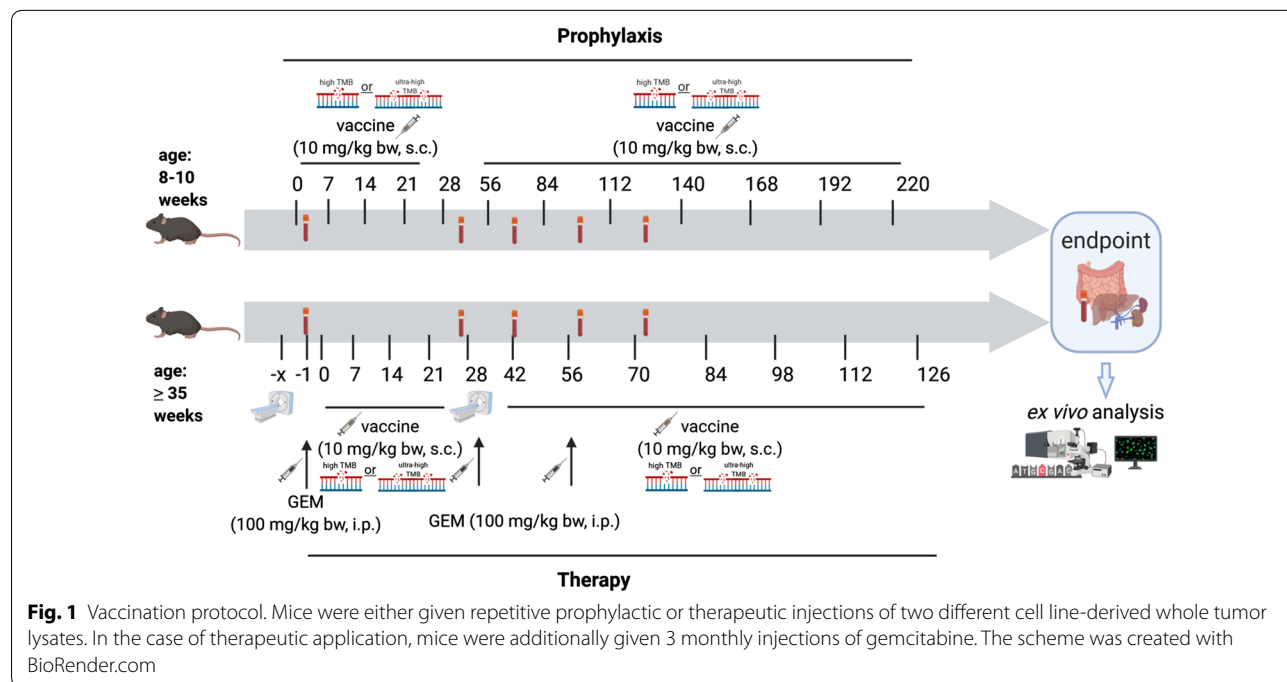 Prophylaxis
high TMB or ultra-high TMB
high TMB or ultra-high TMB
vaccine
(10 mg/kg bw, s.c.)
vaccine
(10 mg/kg bw, s.c.)
age:
8-10
weeks
0 7 14 21 28 56 84 112 140 168 192 220
endpoint
age:
≥ 35
weeks
-x -1 0 7 14 21 28 42 56 70 84 98 112 126
ex vivo analysis
vaccine
(10 mg/kg bw, s.c.)
high TMB or ultra-high TMB
vaccine
(10 mg/kg bw, s.c.)
high TMB or ultra-high TMB
GEM
(100 mg/kg bw, i.p.)
GEM (100 mg/kg bw, i.p.)
A T G C G A C
Therapy
Fig. 1 Vaccination protocol. Mice were either given repetitive prophylactic or therapeutic injections of two different cell line-derived whole tumor
lysates. In the case of therapeutic application, mice were additionally given 3 monthly injections of gemcitabine. The scheme was created with
BioRender.com